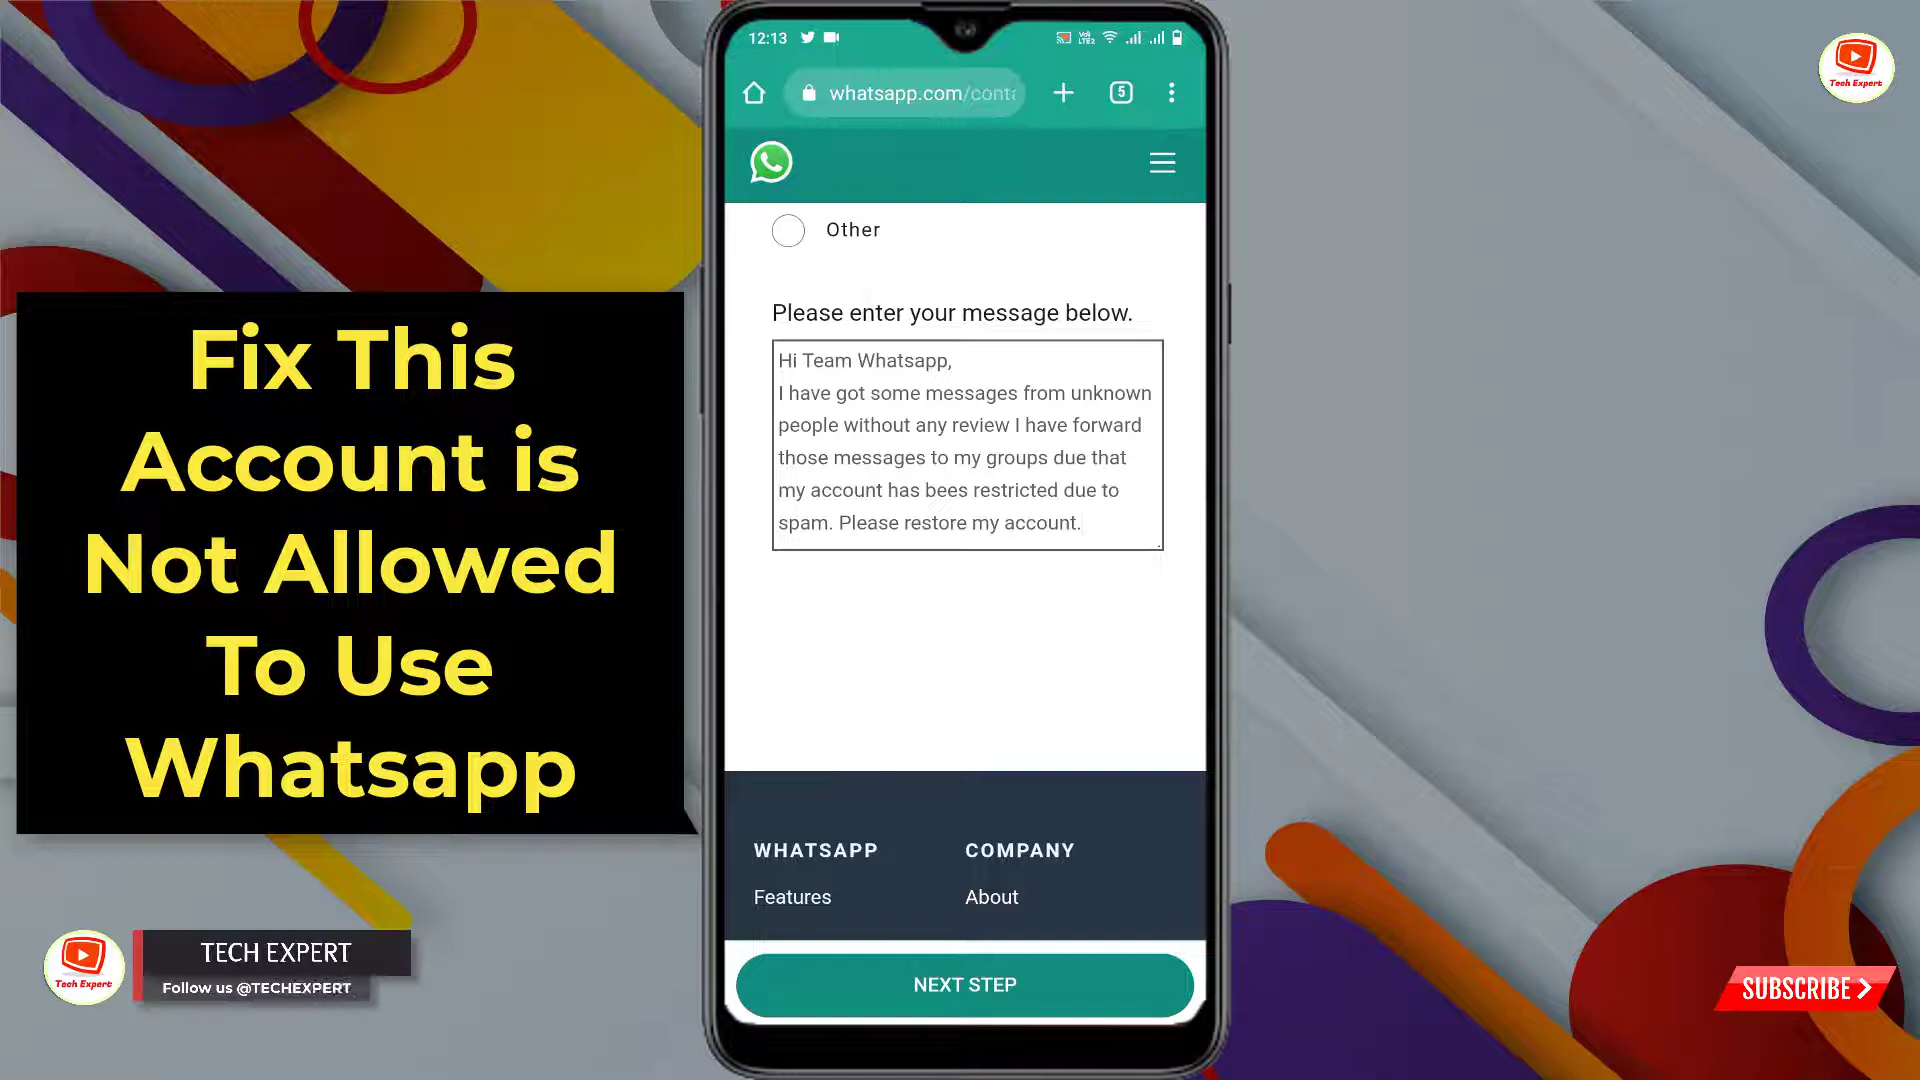 Fix This
Account is
Not Allowed
To Use
Whatsapp
Tech Expert
TECH EXPERT
Follow us @TECHEXPERT
12:13
VoI) LTE2
whatsapp.com/conta
5
Other
Please enter your message below.
Hi Team Whatsapp,
I have got some messages from unknown
people without any review I have forward
those messages to my groups due that
my account has bees restricted due to
spam. Please restore my account.
WHATSAPP
COMPANY
Features
About
NEXT STEP
Tech Expert
SUBSCRIBE